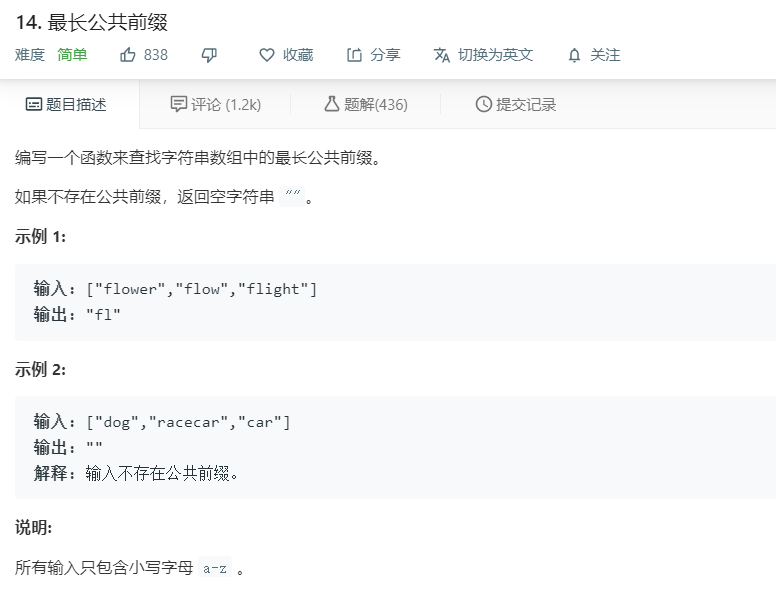 14. 最长公共前缀
难度 简单 838 收藏 分享 切换为英文 关注
题目描述 评论 (1.2k) 题解(436) 提交记录
编写一个函数来查找字符串数组中的最长公共前缀。
如果不存在公共前缀，返回空字符串 ""。
示例 1:
输入: ["flower","flow","flight"]
输出: "fl"
示例 2:
输入: ["dog","racecar","car"]
输出: ""
解释: 输入不存在公共前缀。
说明:
所有输入只包含小写字母 a-z 。